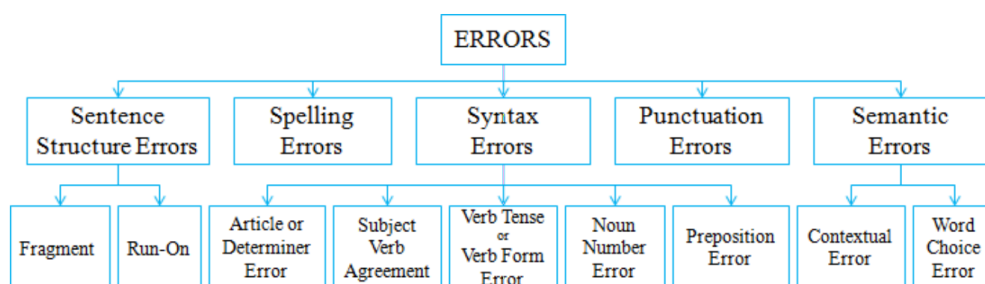 ERRORS
Sentence
Structure Errors
Spelling
Errors
Syntax
Errors
Punctuation
Errors
Semantic
Errors
Fragment
Run-On
Article or
Determiner
Error
Subject
Verb
Agreement
Verb Tense
or
Verb Form
Error
Noun
Number
Error
Preposition
Error
Contextual
Error
Word
Choice
Error